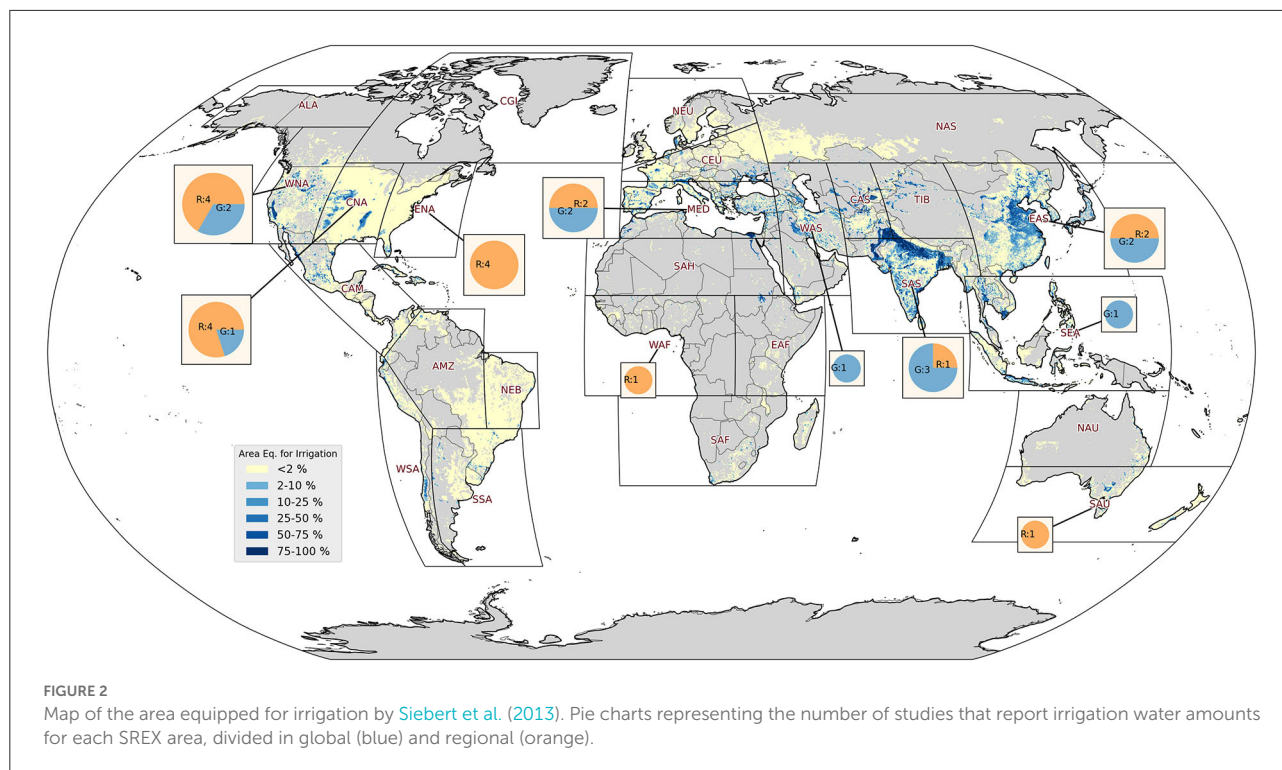 ALA
CGI
NEU
NAS
CEU
WNA
CNA
ENA
R:4
G:2
R:4
R:4
G:1
G:2
R:2
MED
WAS
CAS
TIB
EAS
R:2
G:2
CAM
SAH
SAS
SEA
G:1
AMZ
NEB
WAF
EAF
R:1
G:1
G:3
R:1
WSA
SSA
SAF
NAU
SAU
R:1
Area Eq. for Irrigation
<2 %
2-10 %
10-25 %
25-50 %
50-75 %
75-100 %
FIGURE 2
Map of the area equipped for irrigation by Siebert et al. (2013). Pie charts representing the number of studies that report irrigation water amounts
for each SREX area, divided in global (blue) and regional (orange).